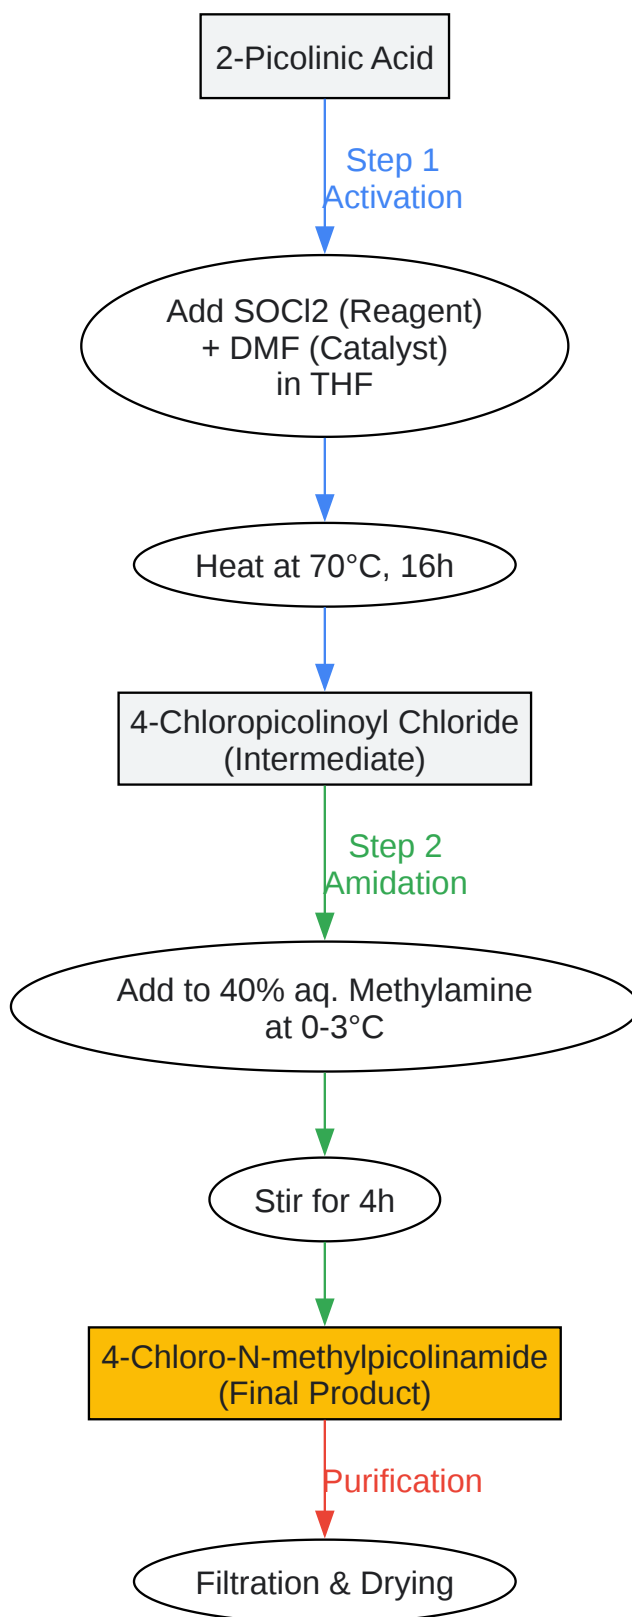 2-Picolinic Acid
Step 1
Activation
Add SOCl2 (Reagent)
+ DMF (Catalyst)
in THF
Heat at 70°C, 16h
4-Chloropicolinoyl Chloride
(Intermediate)
Step 2
Amidation
Add to 40% aq. Methylamine
at 0-3°C
Stir for 4h
4-Chloro-N-methylpicolinamide
(Final Product)
Purification
Filtration & Drying